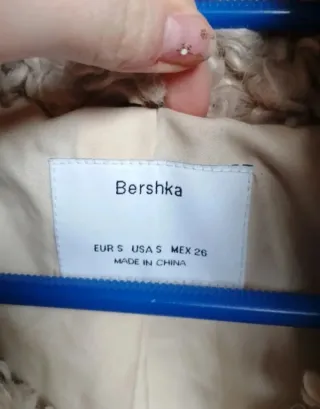 Bershka
EUR S USA S MEX 26
MADE IN CHINA